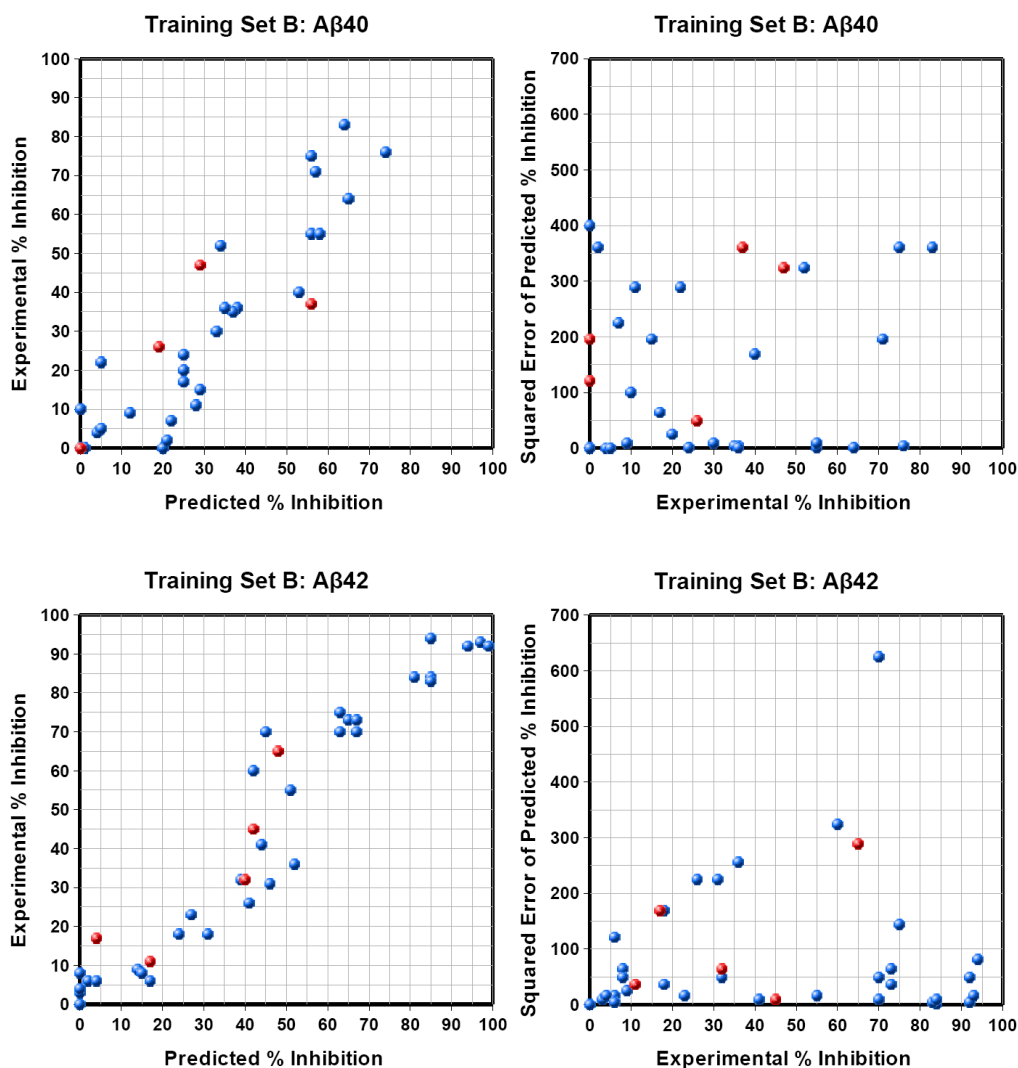 Training Set B: Aβ40
100
90
80
70
60
50
40
30
20
10
0
Experimental % Inhibition
0 10 20 30 40 50 60 70 80 90 100
Predicted % Inhibition
Training Set B: Aβ40
700
600
500
400
300
200
100
0
Squared Error of Predicted % Inhibition
0 10 20 30 40 50 60 70 80 90 100
Experimental % Inhibition
Training Set B: Aβ42
100
90
80
70
60
50
40
30
20
10
0
Experimental % Inhibition
0 10 20 30 40 50 60 70 80 90 100
Predicted % Inhibition
Training Set B: Aβ42
700
600
500
400
300
200
100
0
Squared Error of Predicted % Inhibition
0 10 20 30 40 50 60 70 80 90 100
Experimental % Inhibition